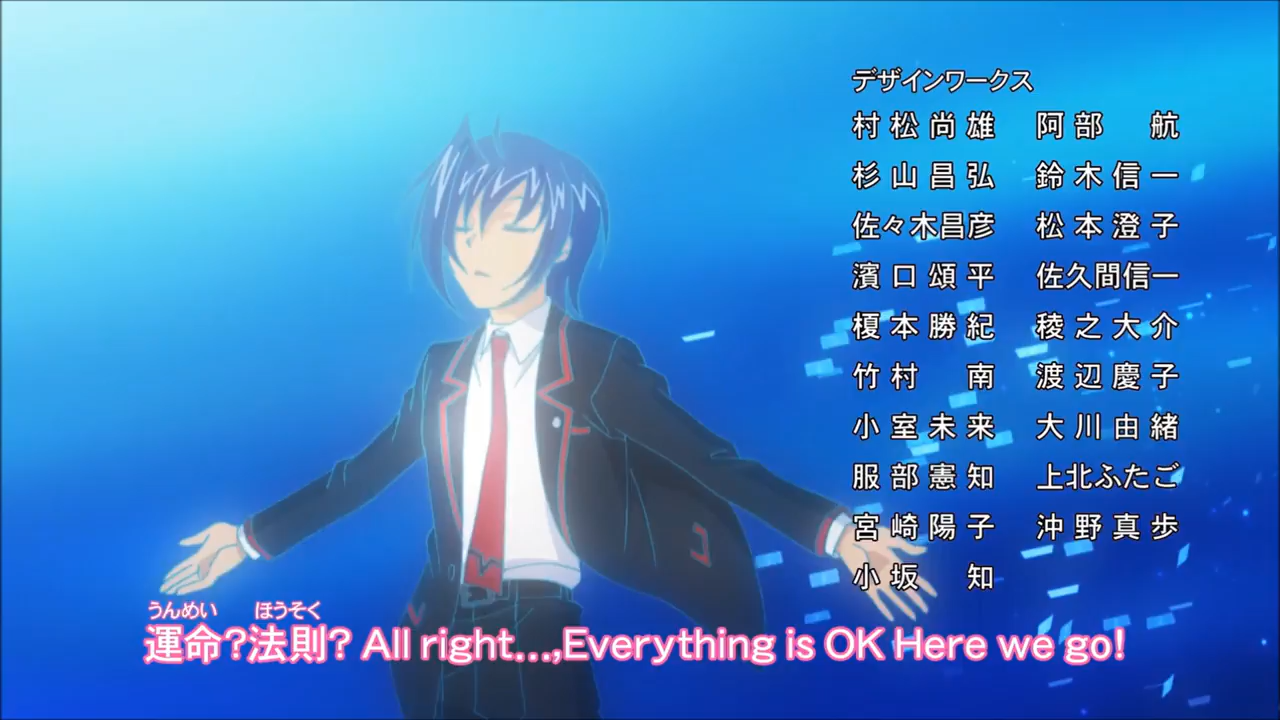 デザインワークス
村松尚雄 阿部 航
杉山昌弘 鈴木信一
佐々木昌彦 松本澄子
濱口頌平 佐久間信一
榎本勝紀 稜之大介
竹村 南 渡辺慶子
小室未来 大川由緒
服部憲知 上北ふたご
宮崎陽子 沖野真歩
小坂 知
うんめい ほうそく
運命?法則? All right…,Everything is OK Here we go!